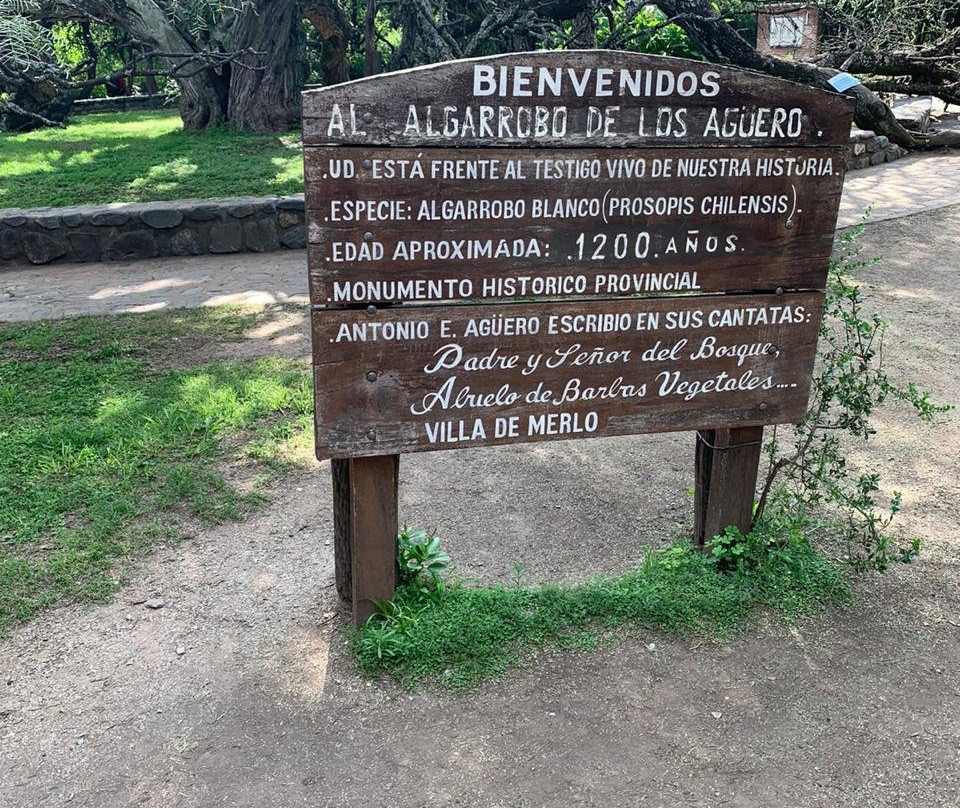 BIENVENIDOS
AL ALGARROBO DE LOS AGÜERO .
.UD. ESTÁ FRENTE AL TESTIGO VIVO DE NUESTRA HISTORIA.
.ESPECIE: ALGARROBO BLANCO (PROSOPIS CHILENSIS).
.EDAD APROXIMADA: .1200. AÑOS.
.MONUMENTO HISTORICO PROVINCIAL
.ANTONIO E. AGÜERO ESCRIBIO EN SUS CANTATAS:
Padre y Señor del Bosque,
Abuelo de Barbas Vegetales....
VILLA DE MERLO